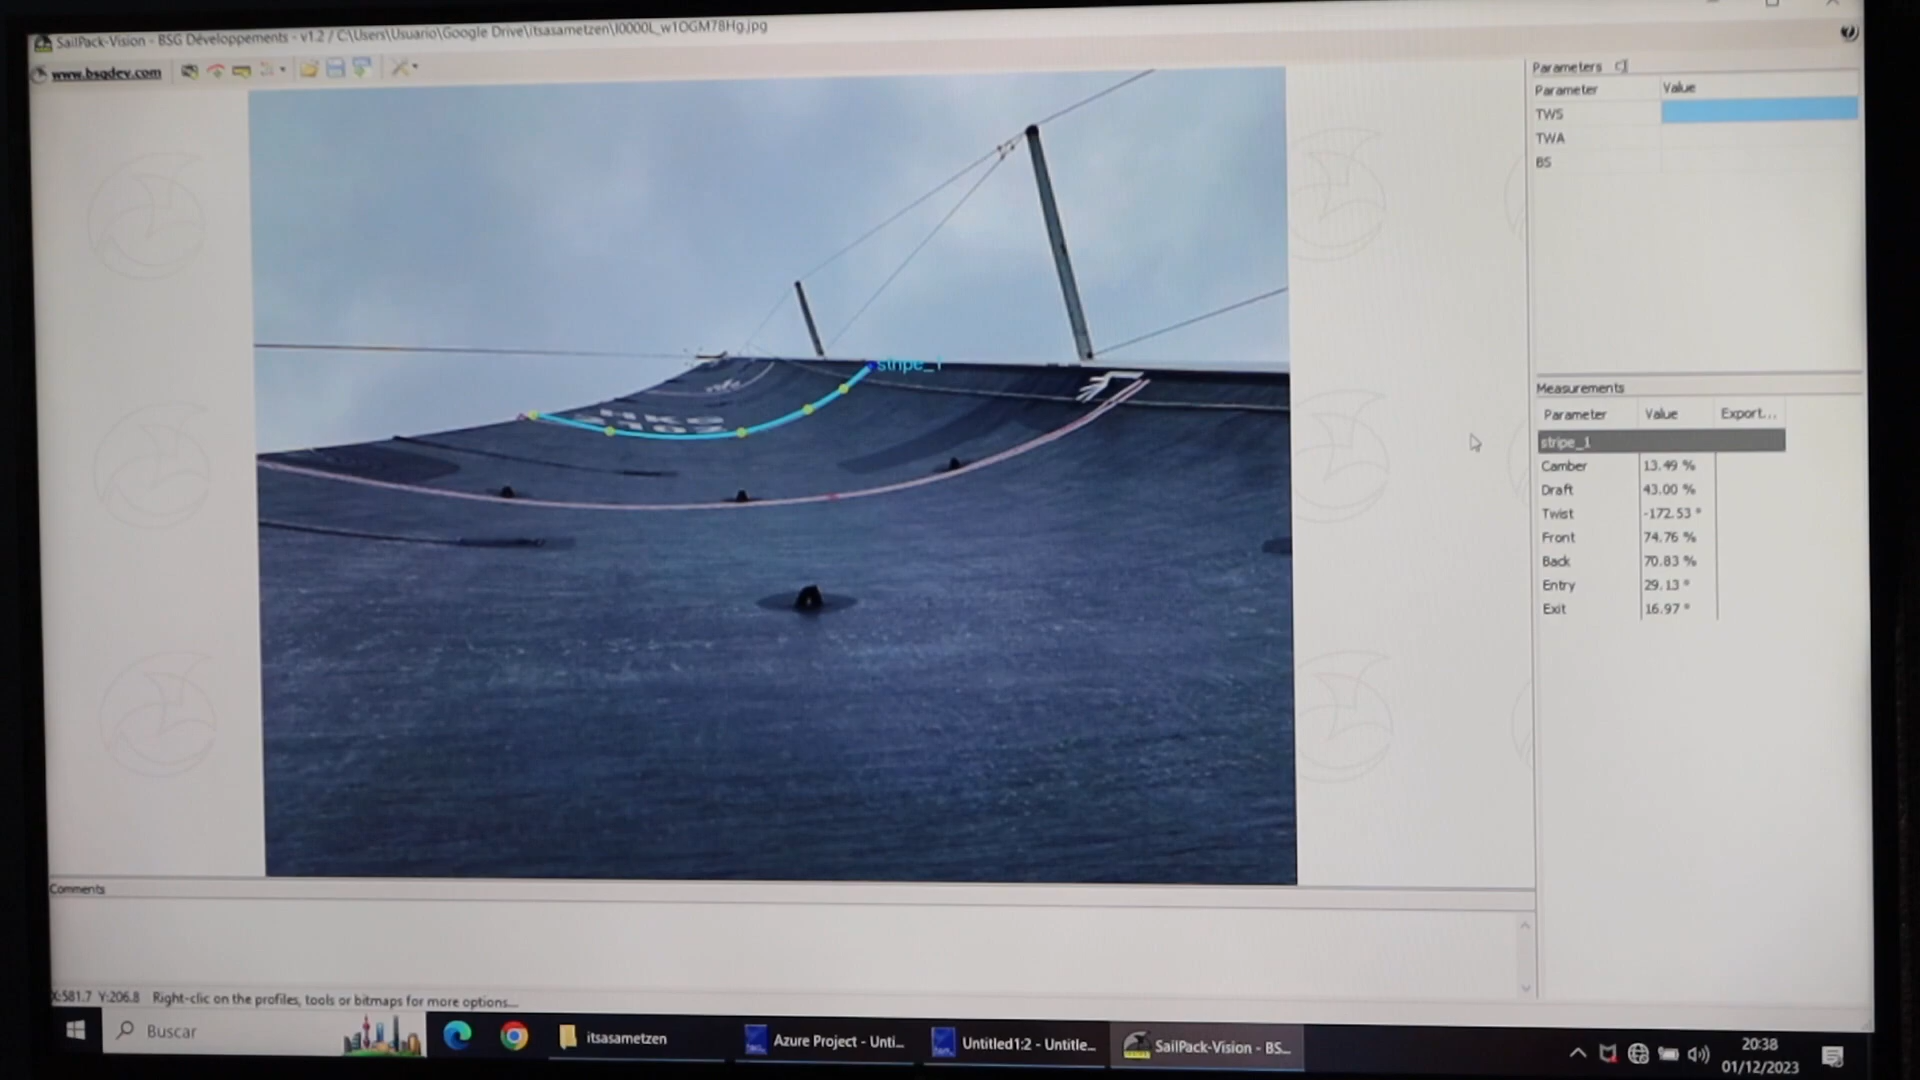 SailPack-Vision - BSG Développements - v1.2 / C:\Users\Usuario\Google Drive\itsasametzen\I0000L_w1OGM78Hg.jpg
www.bsgdev.com
Parameters
Parameter Value
TWS
TWA
BS
stripe_1
HKG
2102
Measurements
Parameter Value Export...
stripe_1
Camber 13.49 %
Draft 43.00 %
Twist -172.53 °
Front 74.76 %
Back 70.83 %
Entry 29.13 °
Exit 16.97 °
Comments
X:581.7 Y:206.8 Right-clic on the profiles, tools or bitmaps for more options...
Buscar
itsasametzen
Azure Project - Unti...
Untitled1:2 - Untitle...
SailPack-Vision - BS...
20:38
01/12/2023